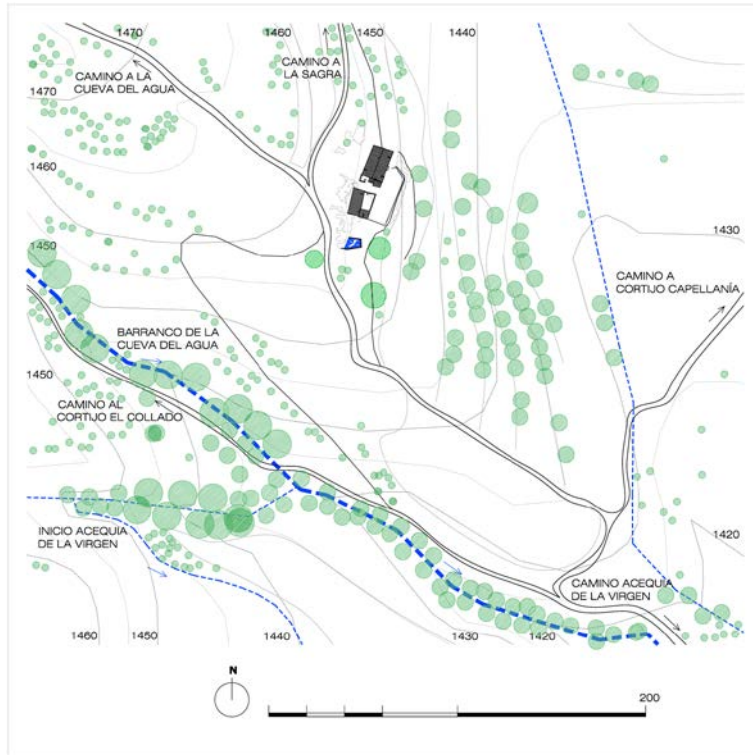 1470
1460
1450
1440
CAMINO A LA
CUEVA DEL AGUA
CAMINO A
LA SAGRA
1470
1460
1450
1430
CAMINO A
CORTIJO CAPELLANÍA
BARRANCO DE LA
CUEVA DEL AGUA
1450
CAMINO AL
CORTIJO EL COLLADO
INICIO ACEQUÍA
DE LA VIRGEN
1420
CAMINO ACEQUÍA
DE LA VIRGEN
1460
1450
1440
1430
1420
N
200